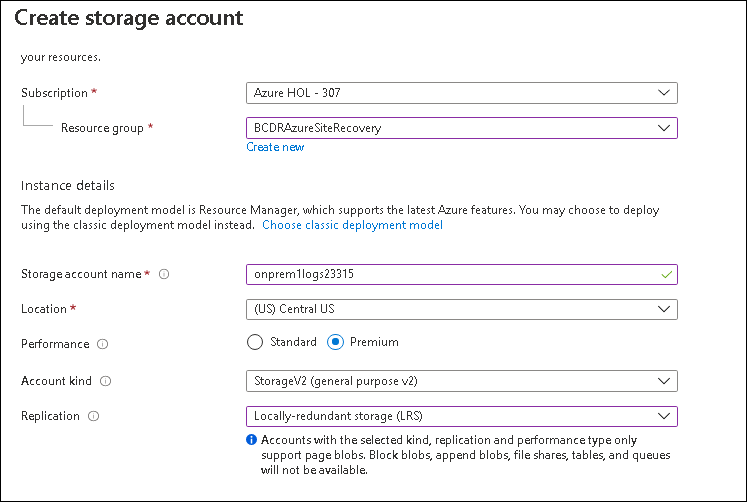 Create storage account
your resources.
Subscription *
Azure HOL - 307
Resource group *
BCDRAzureSiteRecovery
Create new
Instance details
The default deployment model is Resource Manager, which supports the latest Azure features. You may choose to deploy
using the classic deployment model instead. Choose classic deployment model
Storage account name *
onprem1logs23315
Location *
(US) Central US
Performance
Standard
Premium
Account kind
StorageV2 (general purpose v2)
Replication
Locally-redundant storage (LRS)
Accounts with the selected kind, replication and performance type only
support page blobs. Block blobs, append blobs, file shares, tables, and queues
will not be available.